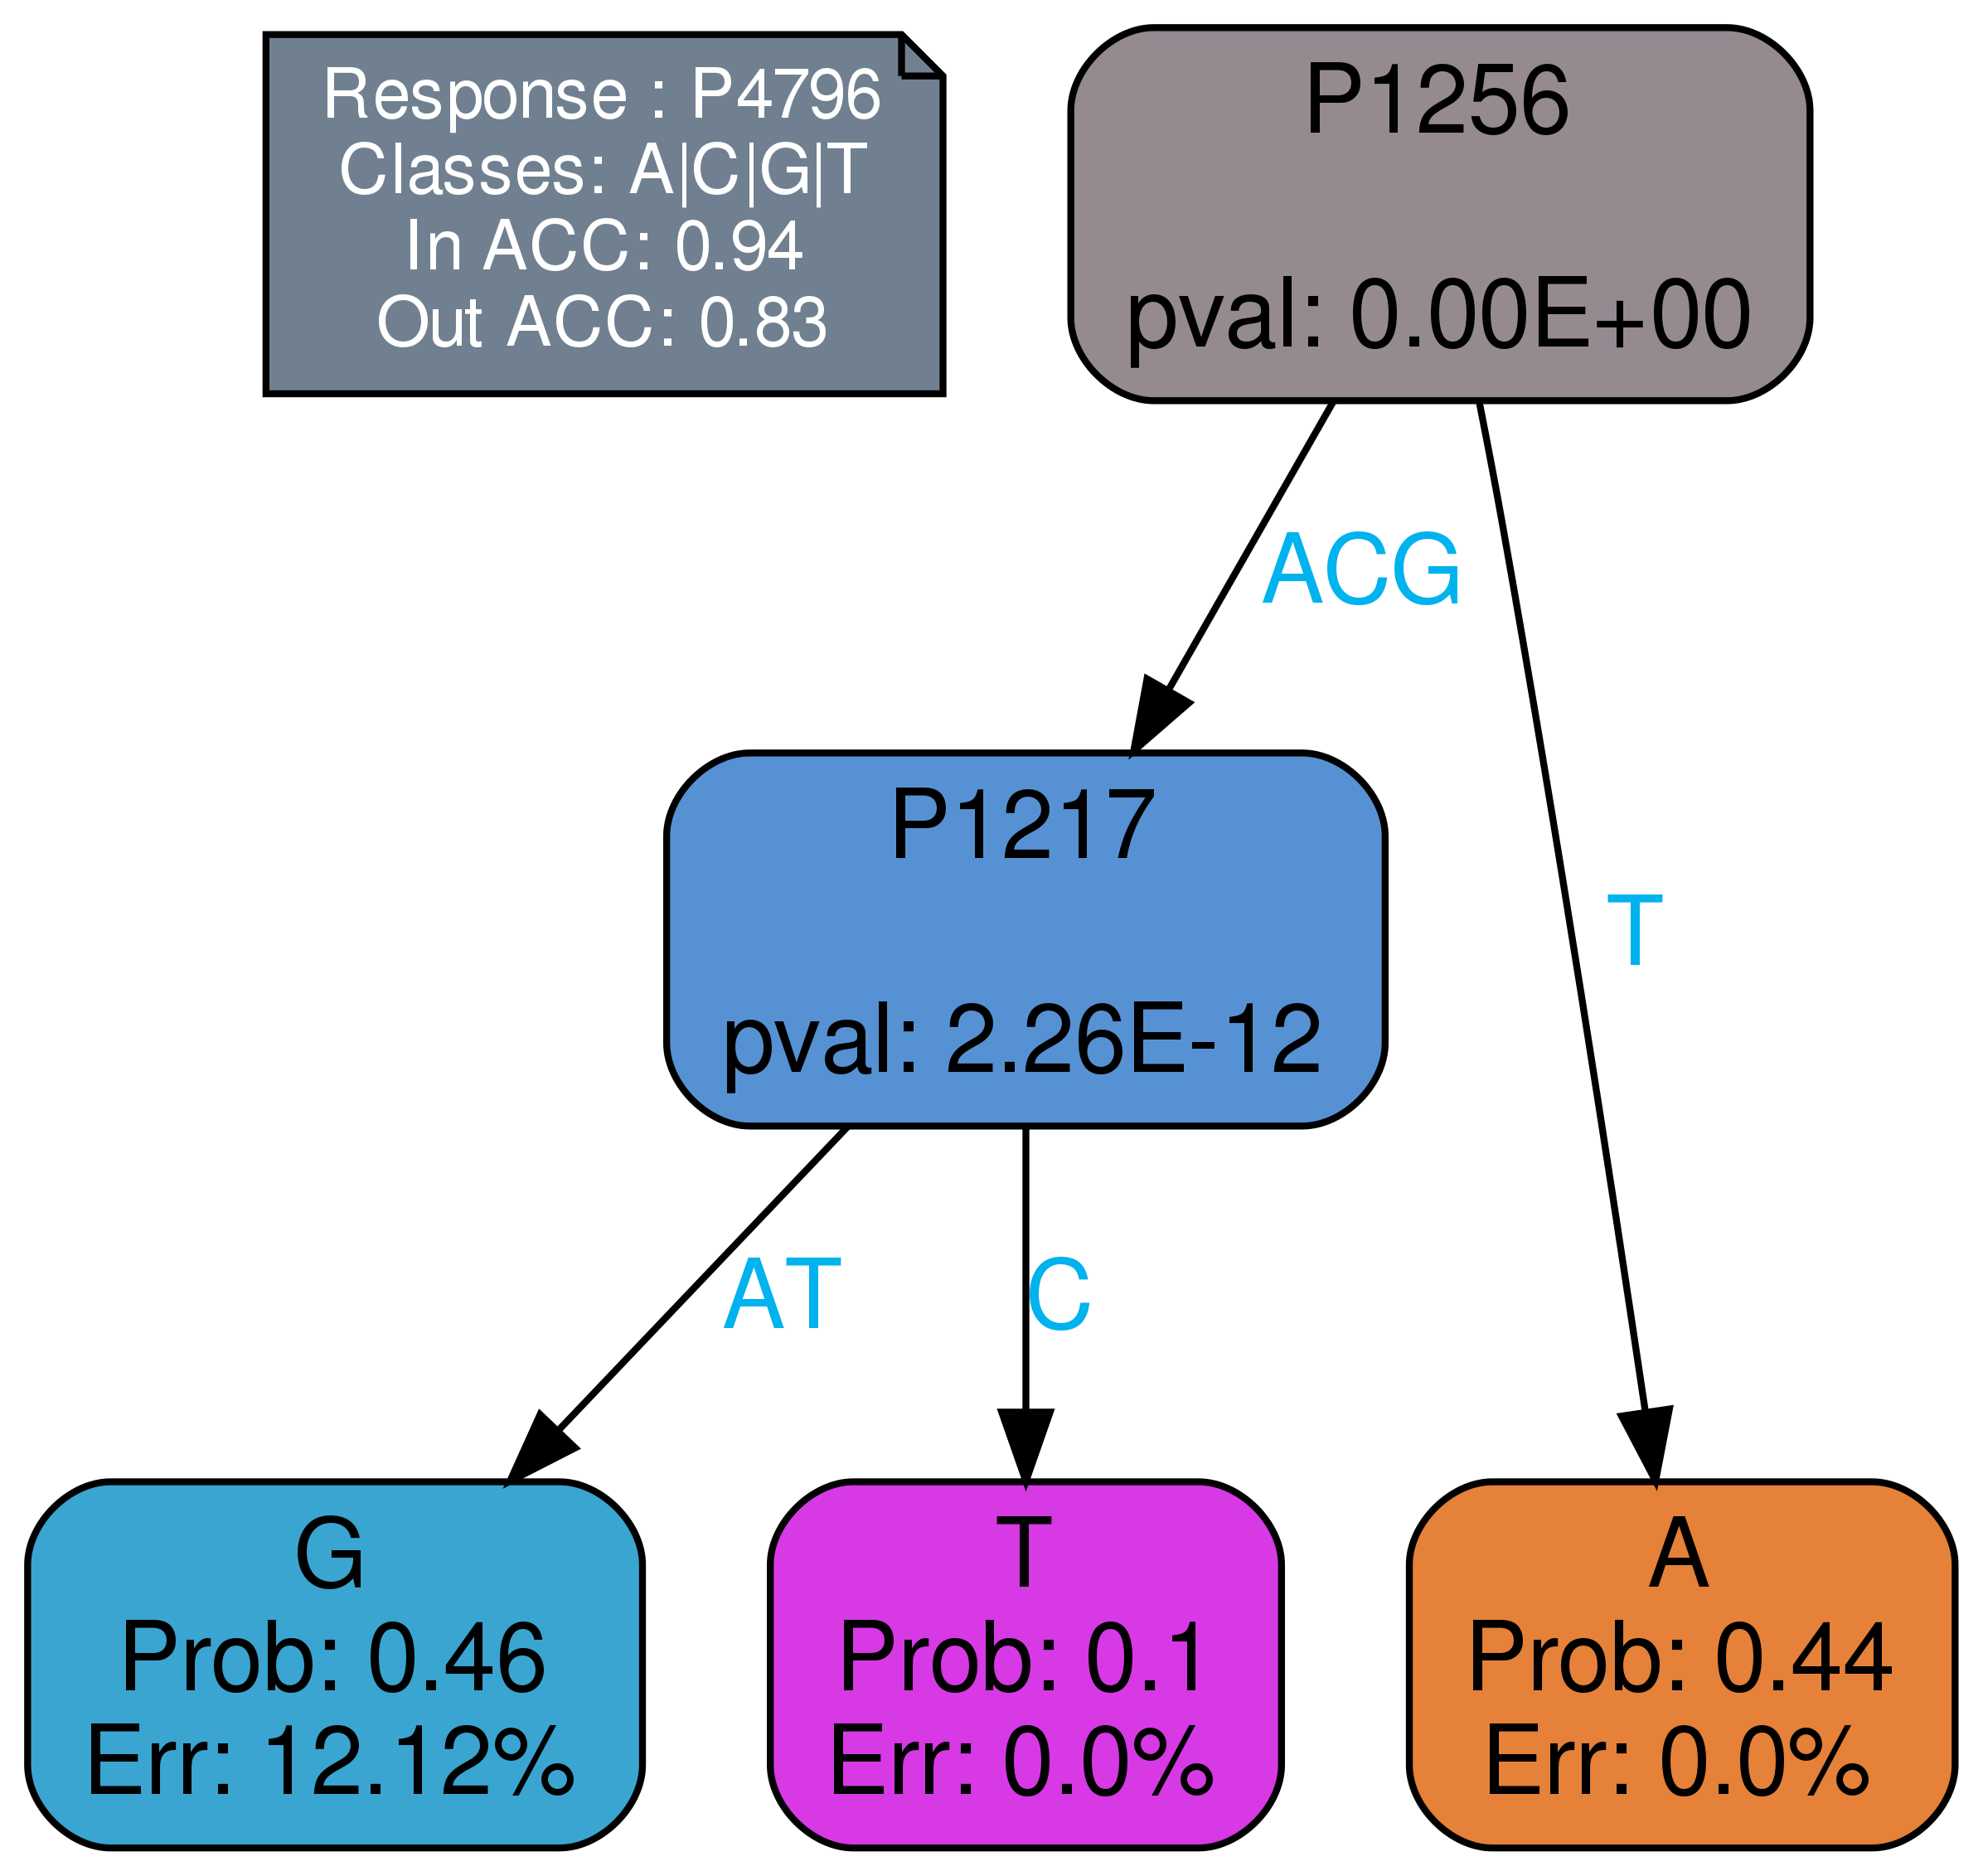 Response : P4796
Classes: A|C|G|T
In ACC: 0.94
Out ACC: 0.83
P1256
pval: 0.00E+00
ACG
P1217
pval: 2.26E-12
T
AT
C
G
Prob: 0.46
Err: 12.12%
T
Prob: 0.1
Err: 0.0%
A
Prob: 0.44
Err: 0.0%